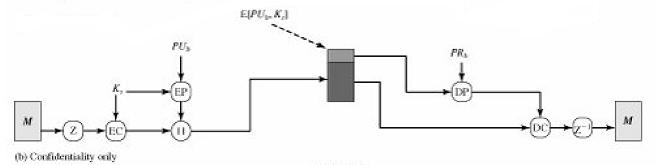 E[PUb, Ks]
PUb
PRb
Ks
EP
DP
M
Z
EC
||
DC
Z-1
M
(b) Confidentiality only